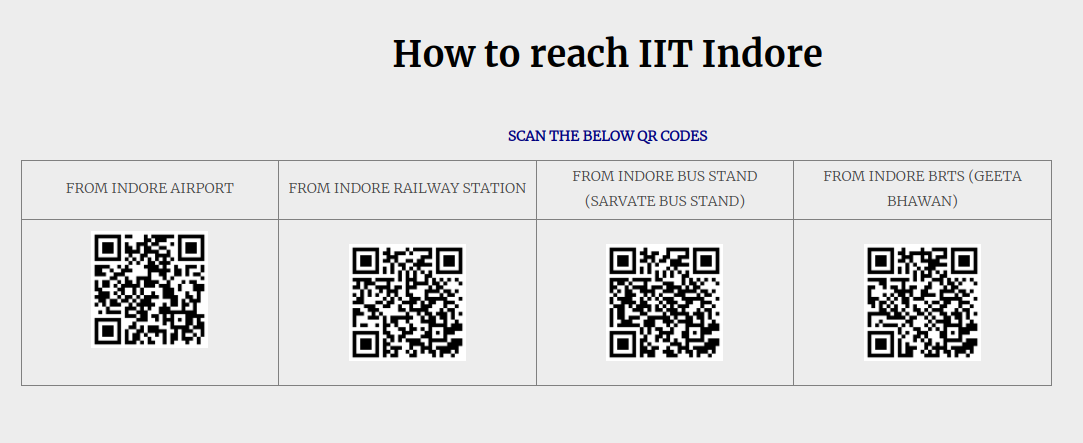 How to reach IIT Indore
SCAN THE BELOW QR CODES
FROM INDORE AIRPORT
FROM INDORE RAILWAY STATION
FROM INDORE BUS STAND
(SARVATE BUS STAND)
FROM INDORE BRTS (GEETA
BHAWAN)